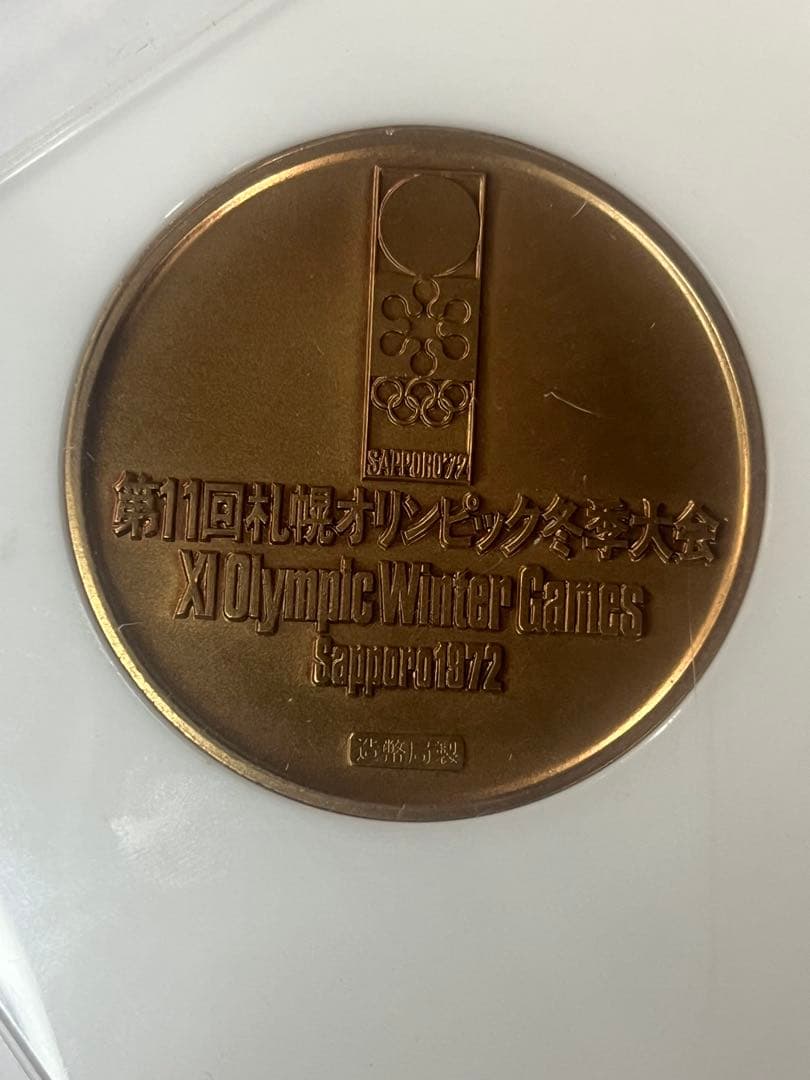 SAPPORO'72
第11回札幌オリンピック冬季大会
XI Olympic Winter Games
Sapporo1972
造幣局製